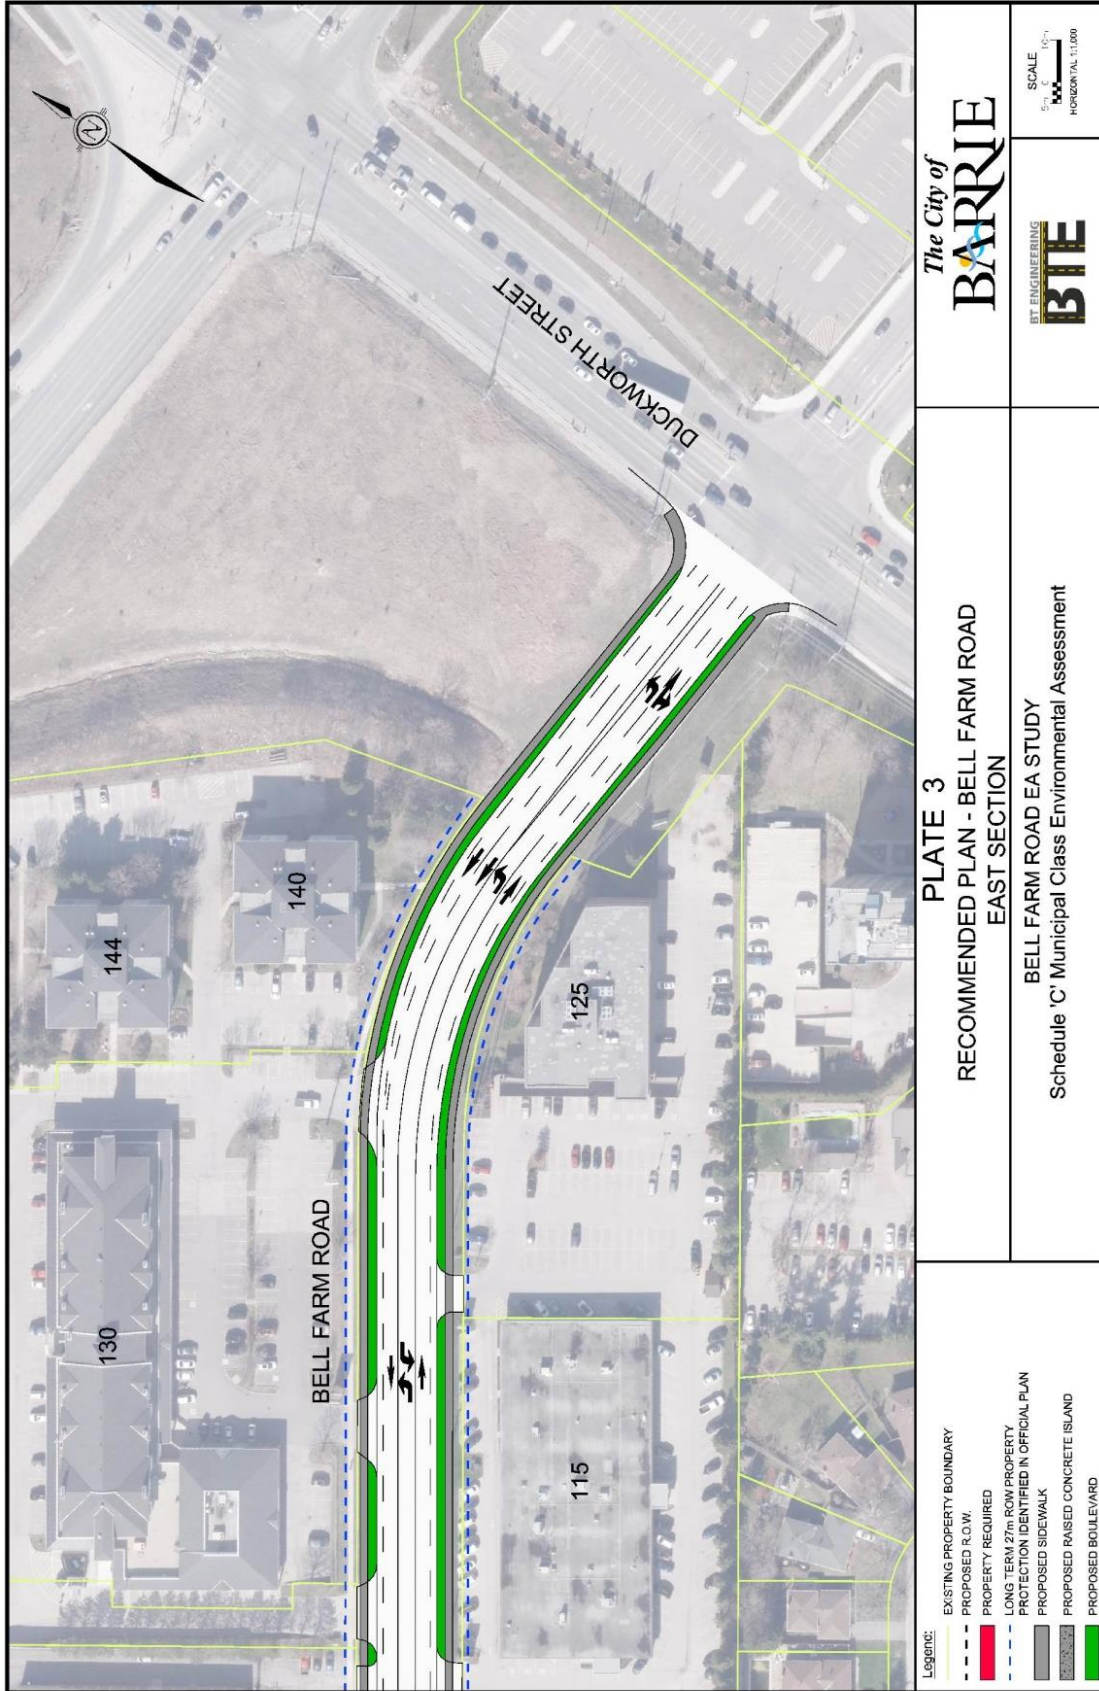 DUCKWORTH STREET
144
140
130
BELL FARM ROAD
125
115
N
Legend:
EXISTING PROPERTY BOUNDARY
PROPOSED R.O.W.
PROPERTY REQUIRED
LONG TERM 27m ROW PROPERTY
PROTECTION IDENTIFIED IN OFFICIAL PLAN
PROPOSED SIDEWALK
PROPOSED RAISED CONCRETE ISLAND
PROPOSED BOULEVARD
PLATE 3
RECOMMENDED PLAN - BELL FARM ROAD
EAST SECTION
BELL FARM ROAD EA STUDY
Schedule 'C' Municipal Class Environmental Assessment
The City of
BARRIE
BT ENGINEERING
BTE
SCALE
5m 0 10m
HORIZONTAL 1:1,000